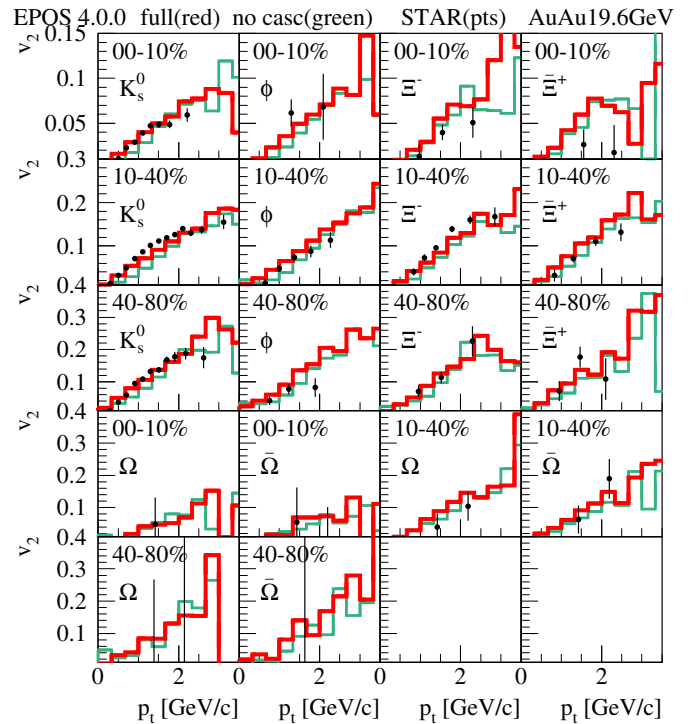 EPOS 4.0.0 full(red) no casc(green) STAR(pts) AuAu19.6GeV
v₂ 0.15 00-10% 00-10% 00-10% 00-10%
K⁰ₛ ϕ Ξ⁻ Ξ̄⁺
0.1
0.05
v₂ 0.3 10-40% 10-40% 10-40% 10-40%
K⁰ₛ ϕ Ξ⁻ Ξ̄⁺
0.2
0.1
v₂ 0.4 40-80% 40-80% 40-80% 40-80%
0.3 K⁰ₛ ϕ Ξ⁻ Ξ̄⁺
0.2
0.1
v₂ 0.4 00-10% 00-10% 10-40% 10-40%
0.3 Ω Ω̄ Ω Ω̄
0.2
0.1
v₂ 0.4 40-80% 40-80%
0.3 Ω Ω̄
0.2
0.1
0 2 0 2 0 2 0 2
pₜ [GeV/c] pₜ [GeV/c] pₜ [GeV/c] pₜ [GeV/c]